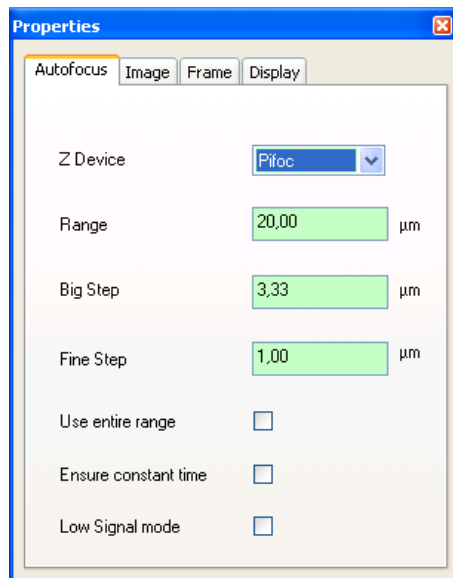 Properties
Autofocus Image Frame Display
Z Device Pifoc
Range 20,00 µm
Big Step 3,33 µm
Fine Step 1,00 µm
Use entire range
Ensure constant time
Low Signal mode